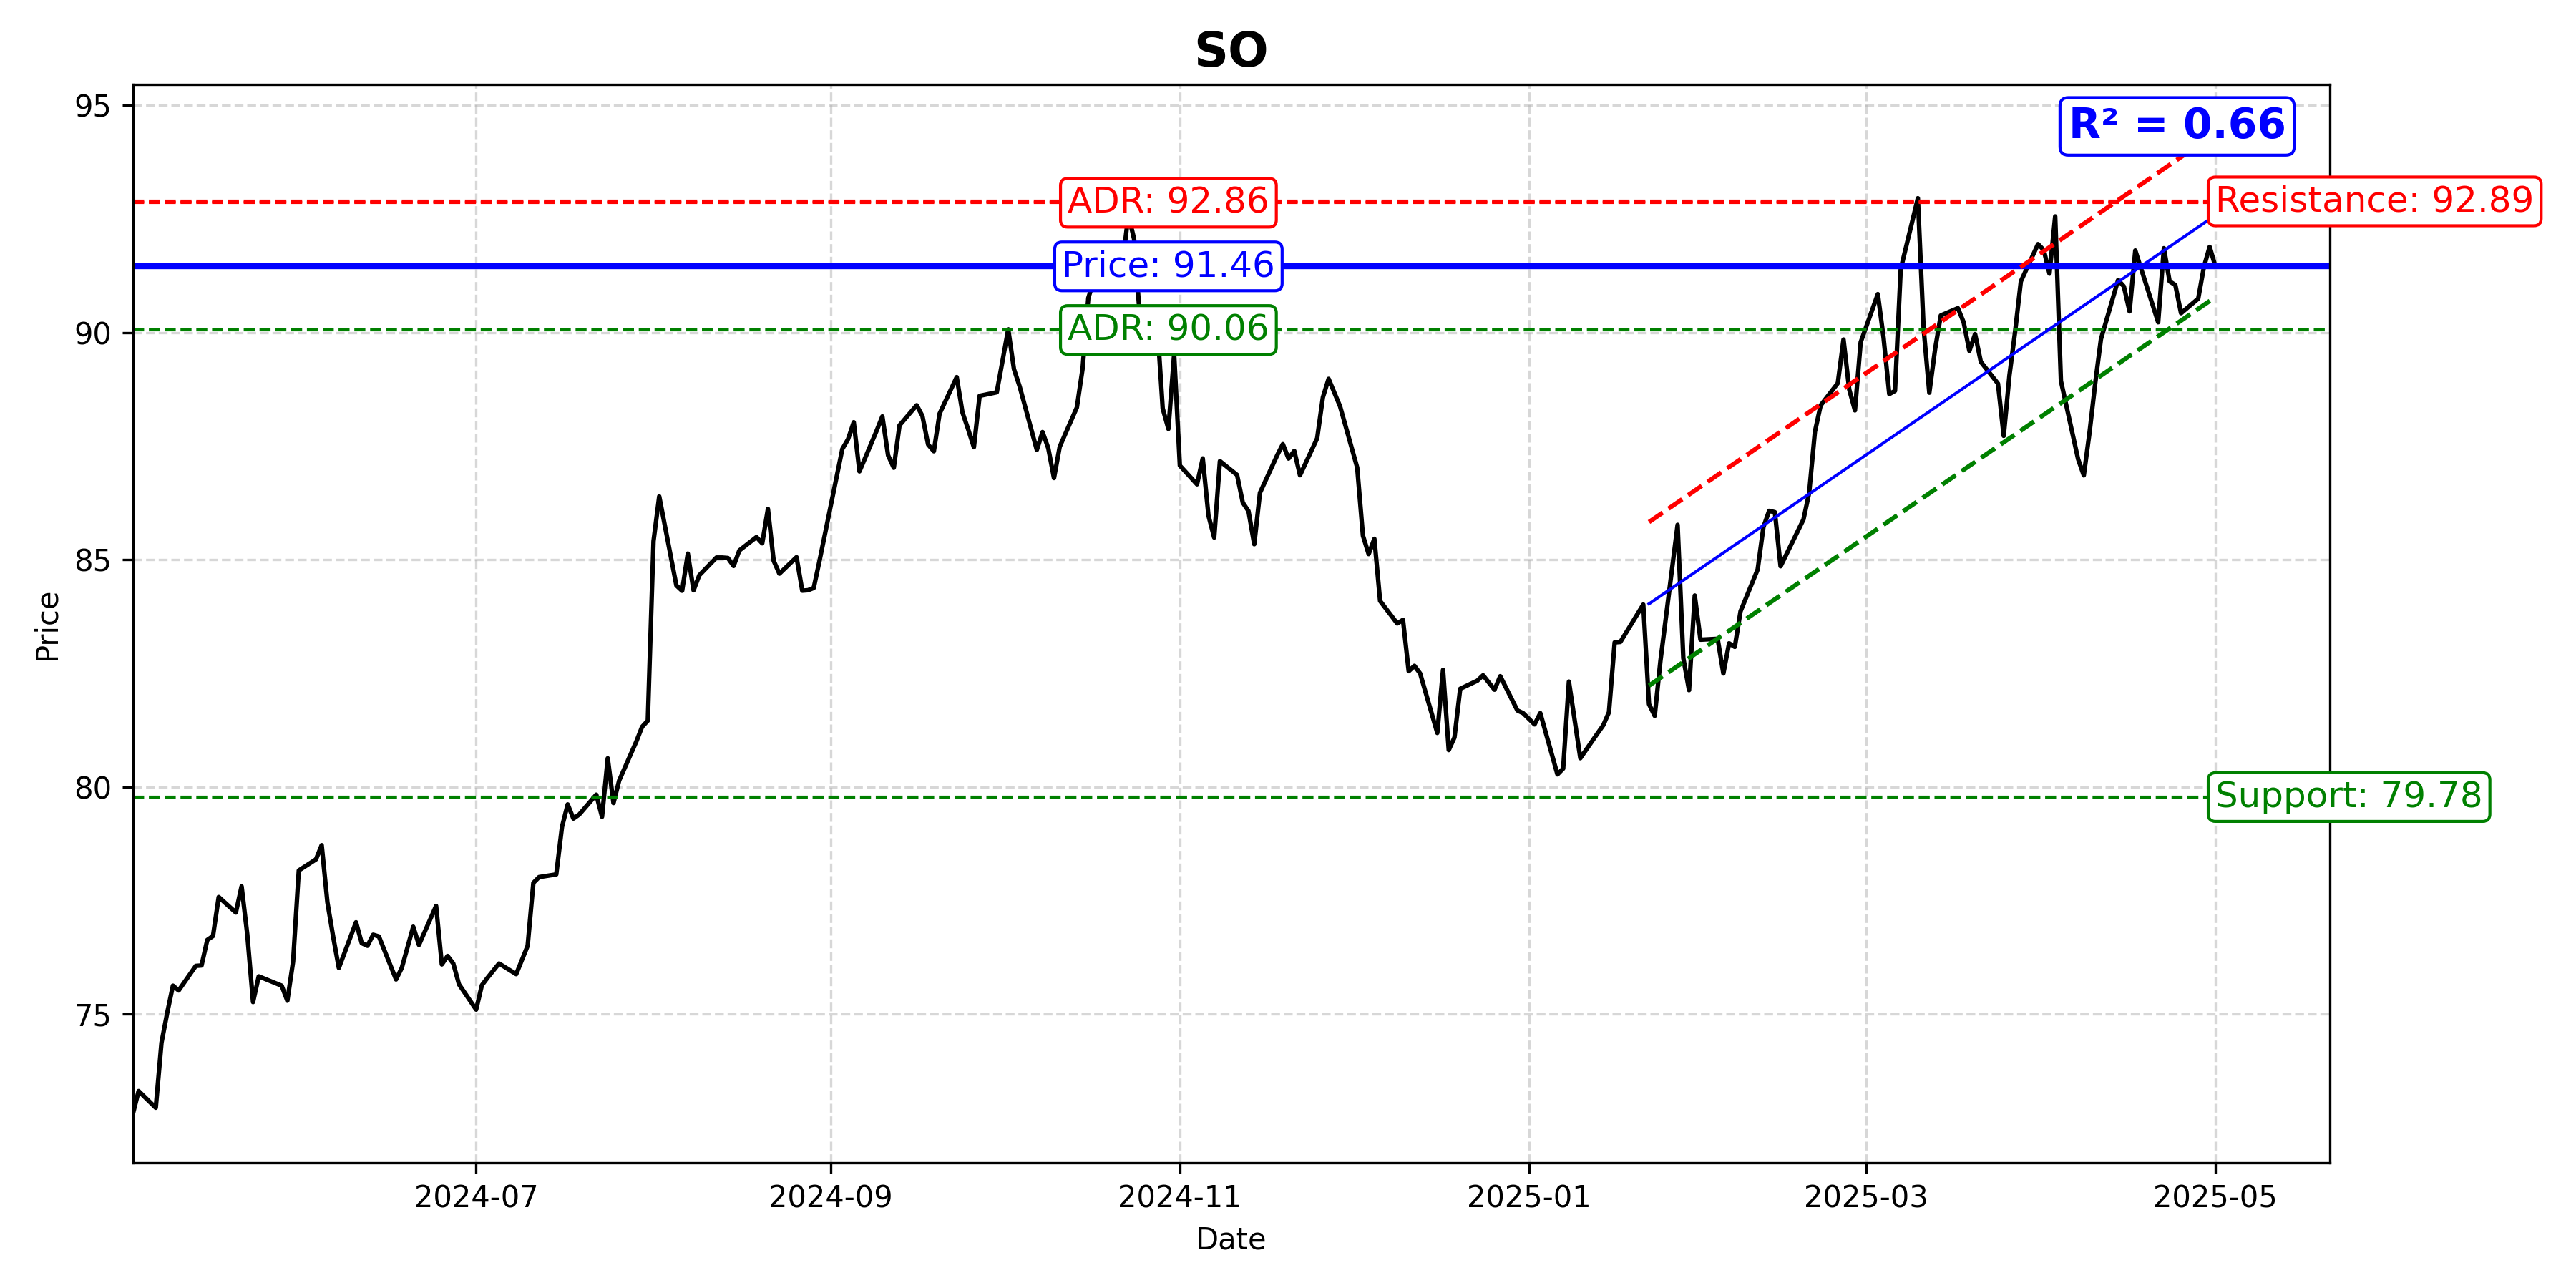 SO
95
90
85
80
75
Price
R² = 0.66
ADR: 92.86
Resistance: 92.89
Price: 91.46
ADR: 90.06
Support: 79.78
2024-07
2024-09
2024-11
2025-01
2025-03
2025-05
Date